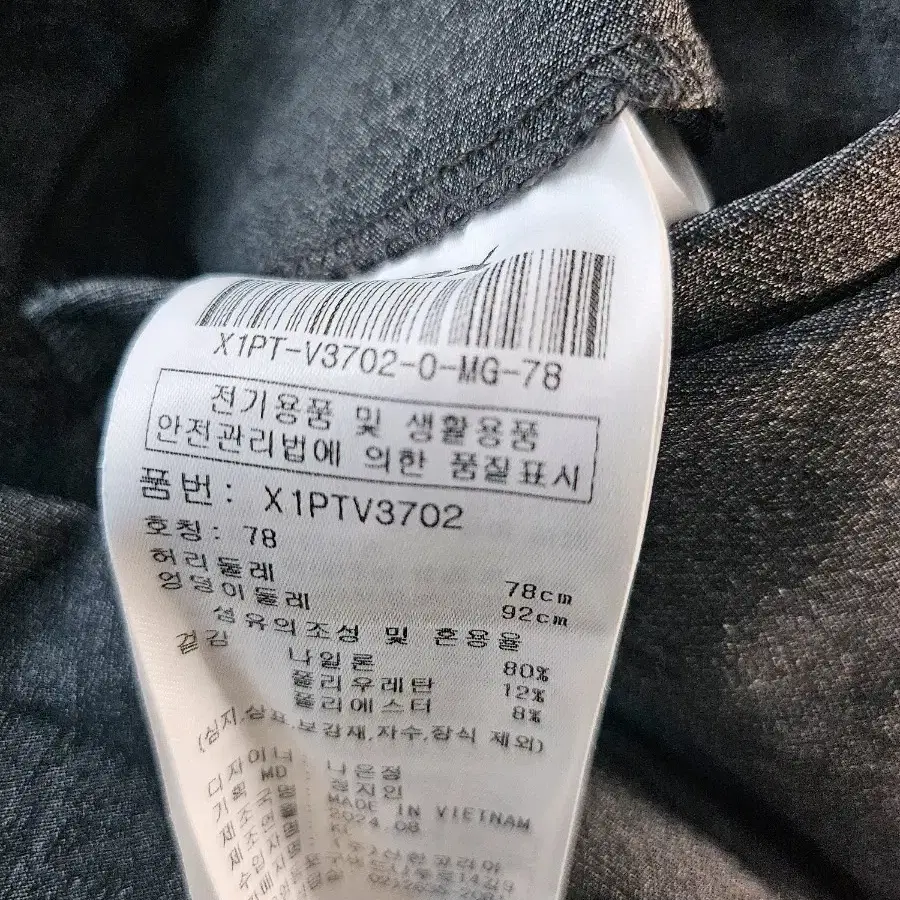 X1PT-V3702-0-MG-78
전기용품 및 생활용품
안전관리법에 의한 품질표시
품번: X1PTV3702
호칭: 78
허리둘레 78cm
엉덩이둘레 92cm
섬유의조성 및 혼용율
겉감 나일론 80%
폴리우레탄 12%
폴리에스터 8%
(심지,상표,보강재,자수,장식 제외)
디자이너 : 나은정
기획 MD :
제조국명 : MADE IN VIETNAM
제조연월 : 2024.08